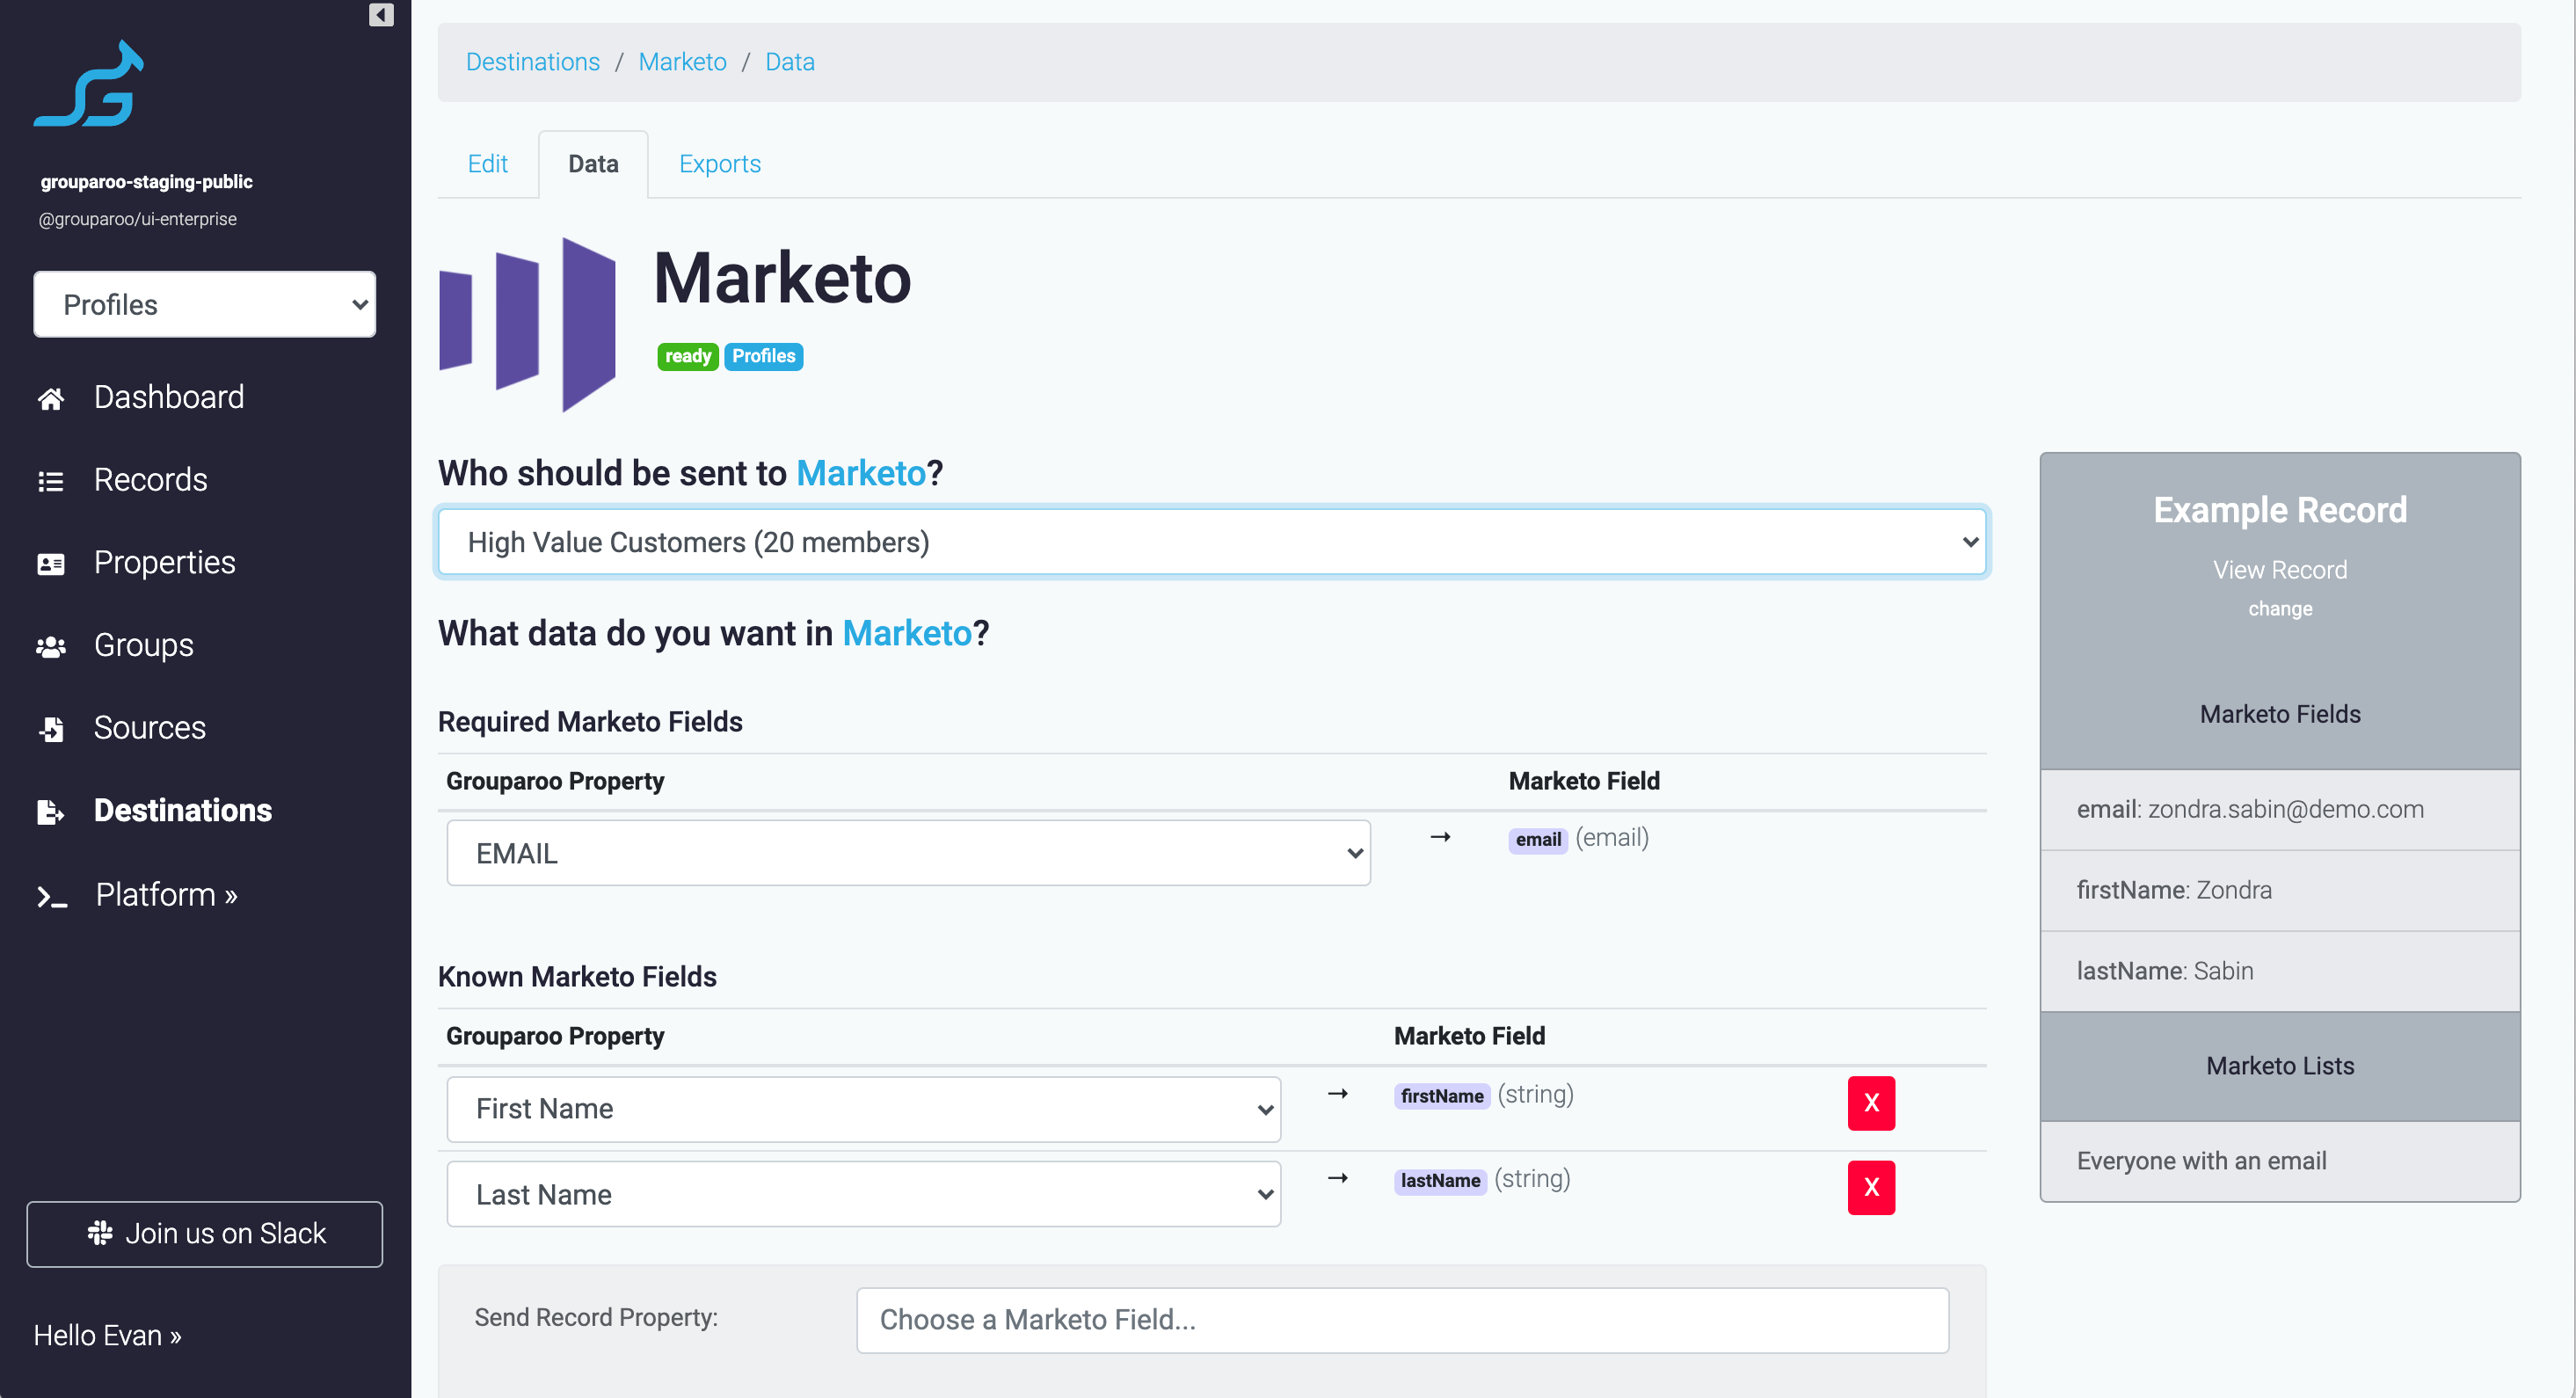 grouparoo-staging-public
@grouparoo/ui-enterprise
Profiles
Dashboard
Records
Properties
Groups
Sources
Destinations
Platform »
Join us on Slack
Hello Evan »
Destinations / Marketo / Data
Edit Data Exports
Marketo
ready Profiles
Who should be sent to Marketo?
High Value Customers (20 members)
What data do you want in Marketo?
Required Marketo Fields
Grouparoo Property Marketo Field
EMAIL → email (email)
Known Marketo Fields
Grouparoo Property Marketo Field
First Name → firstName (string) X
Last Name → lastName (string) X
Send Record Property: Choose a Marketo Field...
Example Record
View Record
change
Marketo Fields
email: zondra.sabin@demo.com
firstName: Zondra
lastName: Sabin
Marketo Lists
Everyone with an email